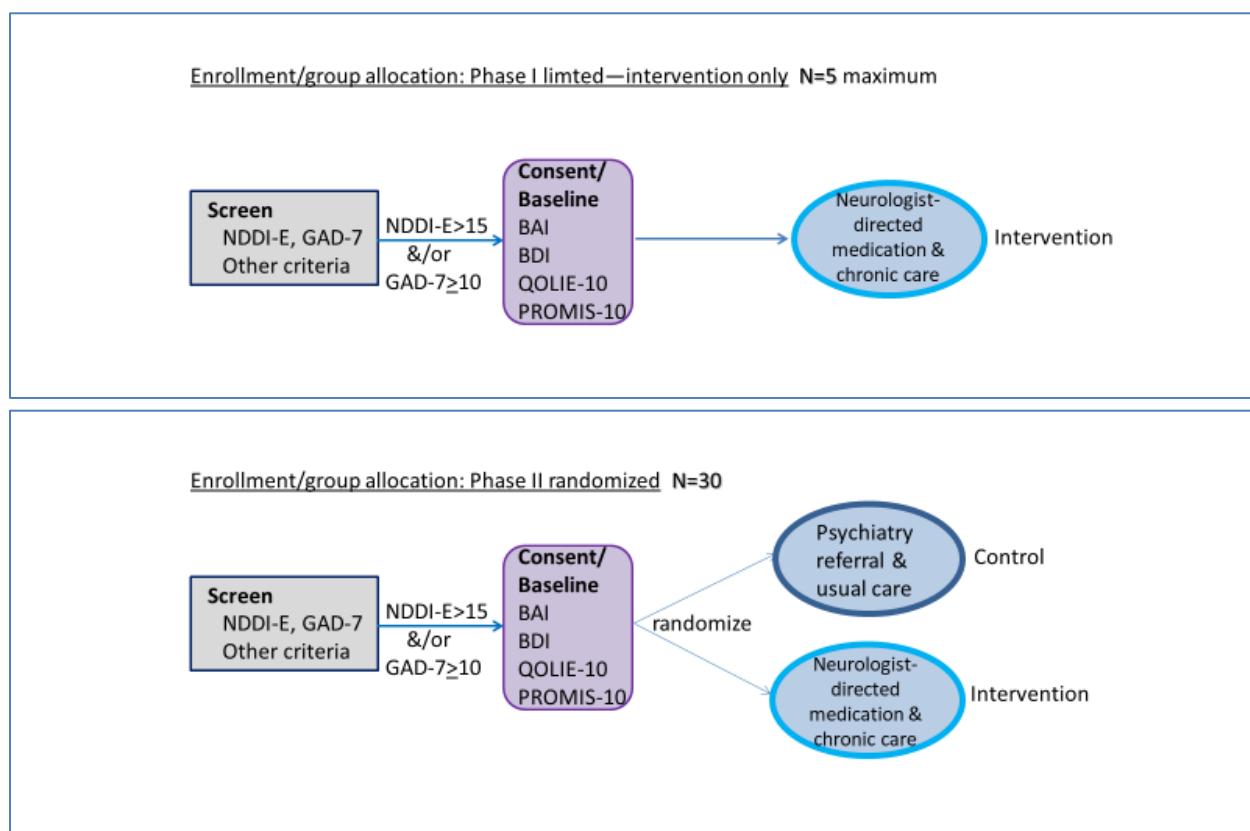 Enrollment/group allocation: Phase I limted—intervention only N=5 maximum
Screen
NDDI-E, GAD-7
Other criteria
NDDI-E>15
&/or
GAD-7≥10
Consent/
Baseline
BAI
BDI
QOLIE-10
PROMIS-10
Neurologist-
directed
medication &
chronic care
Intervention
Enrollment/group allocation: Phase II randomized N=30
Screen
NDDI-E, GAD-7
Other criteria
NDDI-E>15
&/or
GAD-7≥10
Consent/
Baseline
BAI
BDI
QOLIE-10
PROMIS-10
randomize
Psychiatry
referral &
usual care
Control
Neurologist-
directed
medication &
chronic care
Intervention